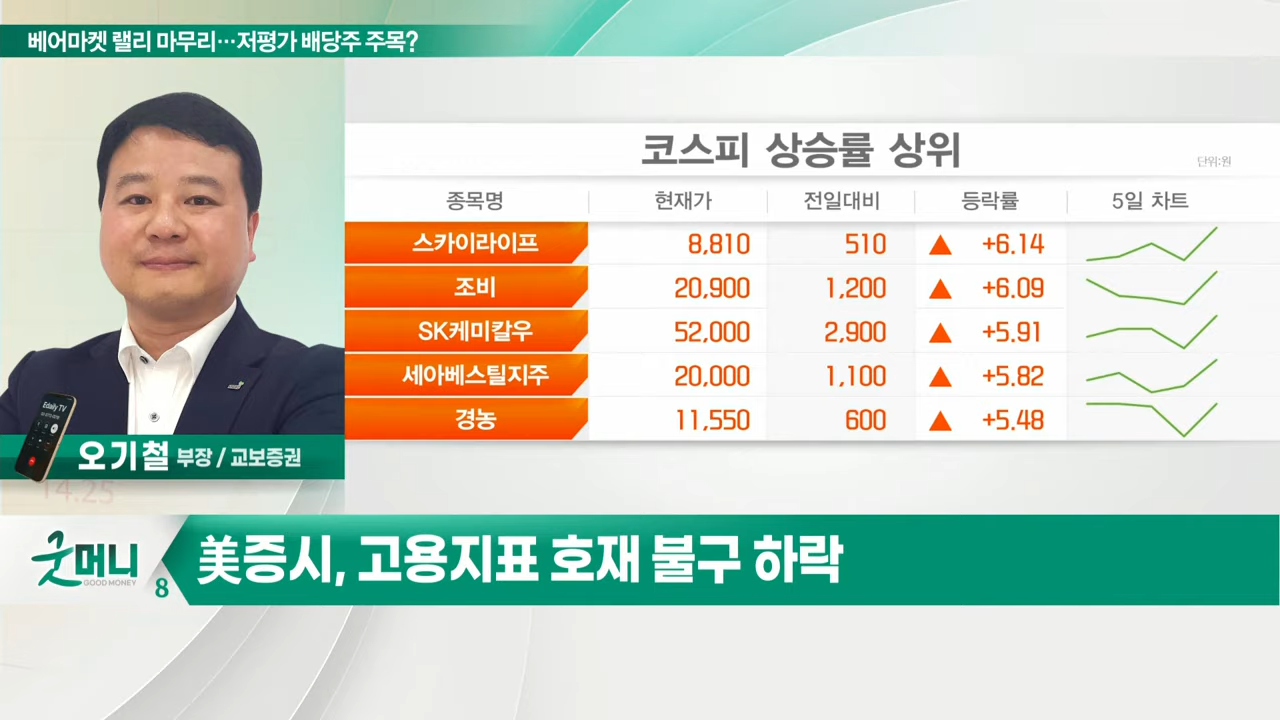 베어마켓 랠리 마무리…저평가 배당주 주목?
코스피 상승률 상위
단위:원
종목명 현재가 전일대비 등락률 5일 차트
스카이라이프 8,810 510 ▲ +6.14
조비 20,900 1,200 ▲ +6.09
SK케미칼우 52,000 2,900 ▲ +5.91
세아베스틸지주 20,000 1,100 ▲ +5.82
경농 11,550 600 ▲ +5.48
Edaily TV
오기철 부장 / 교보증권
14.25
굿머니
GOOD MONEY
8
美증시, 고용지표 호재 불구 하락